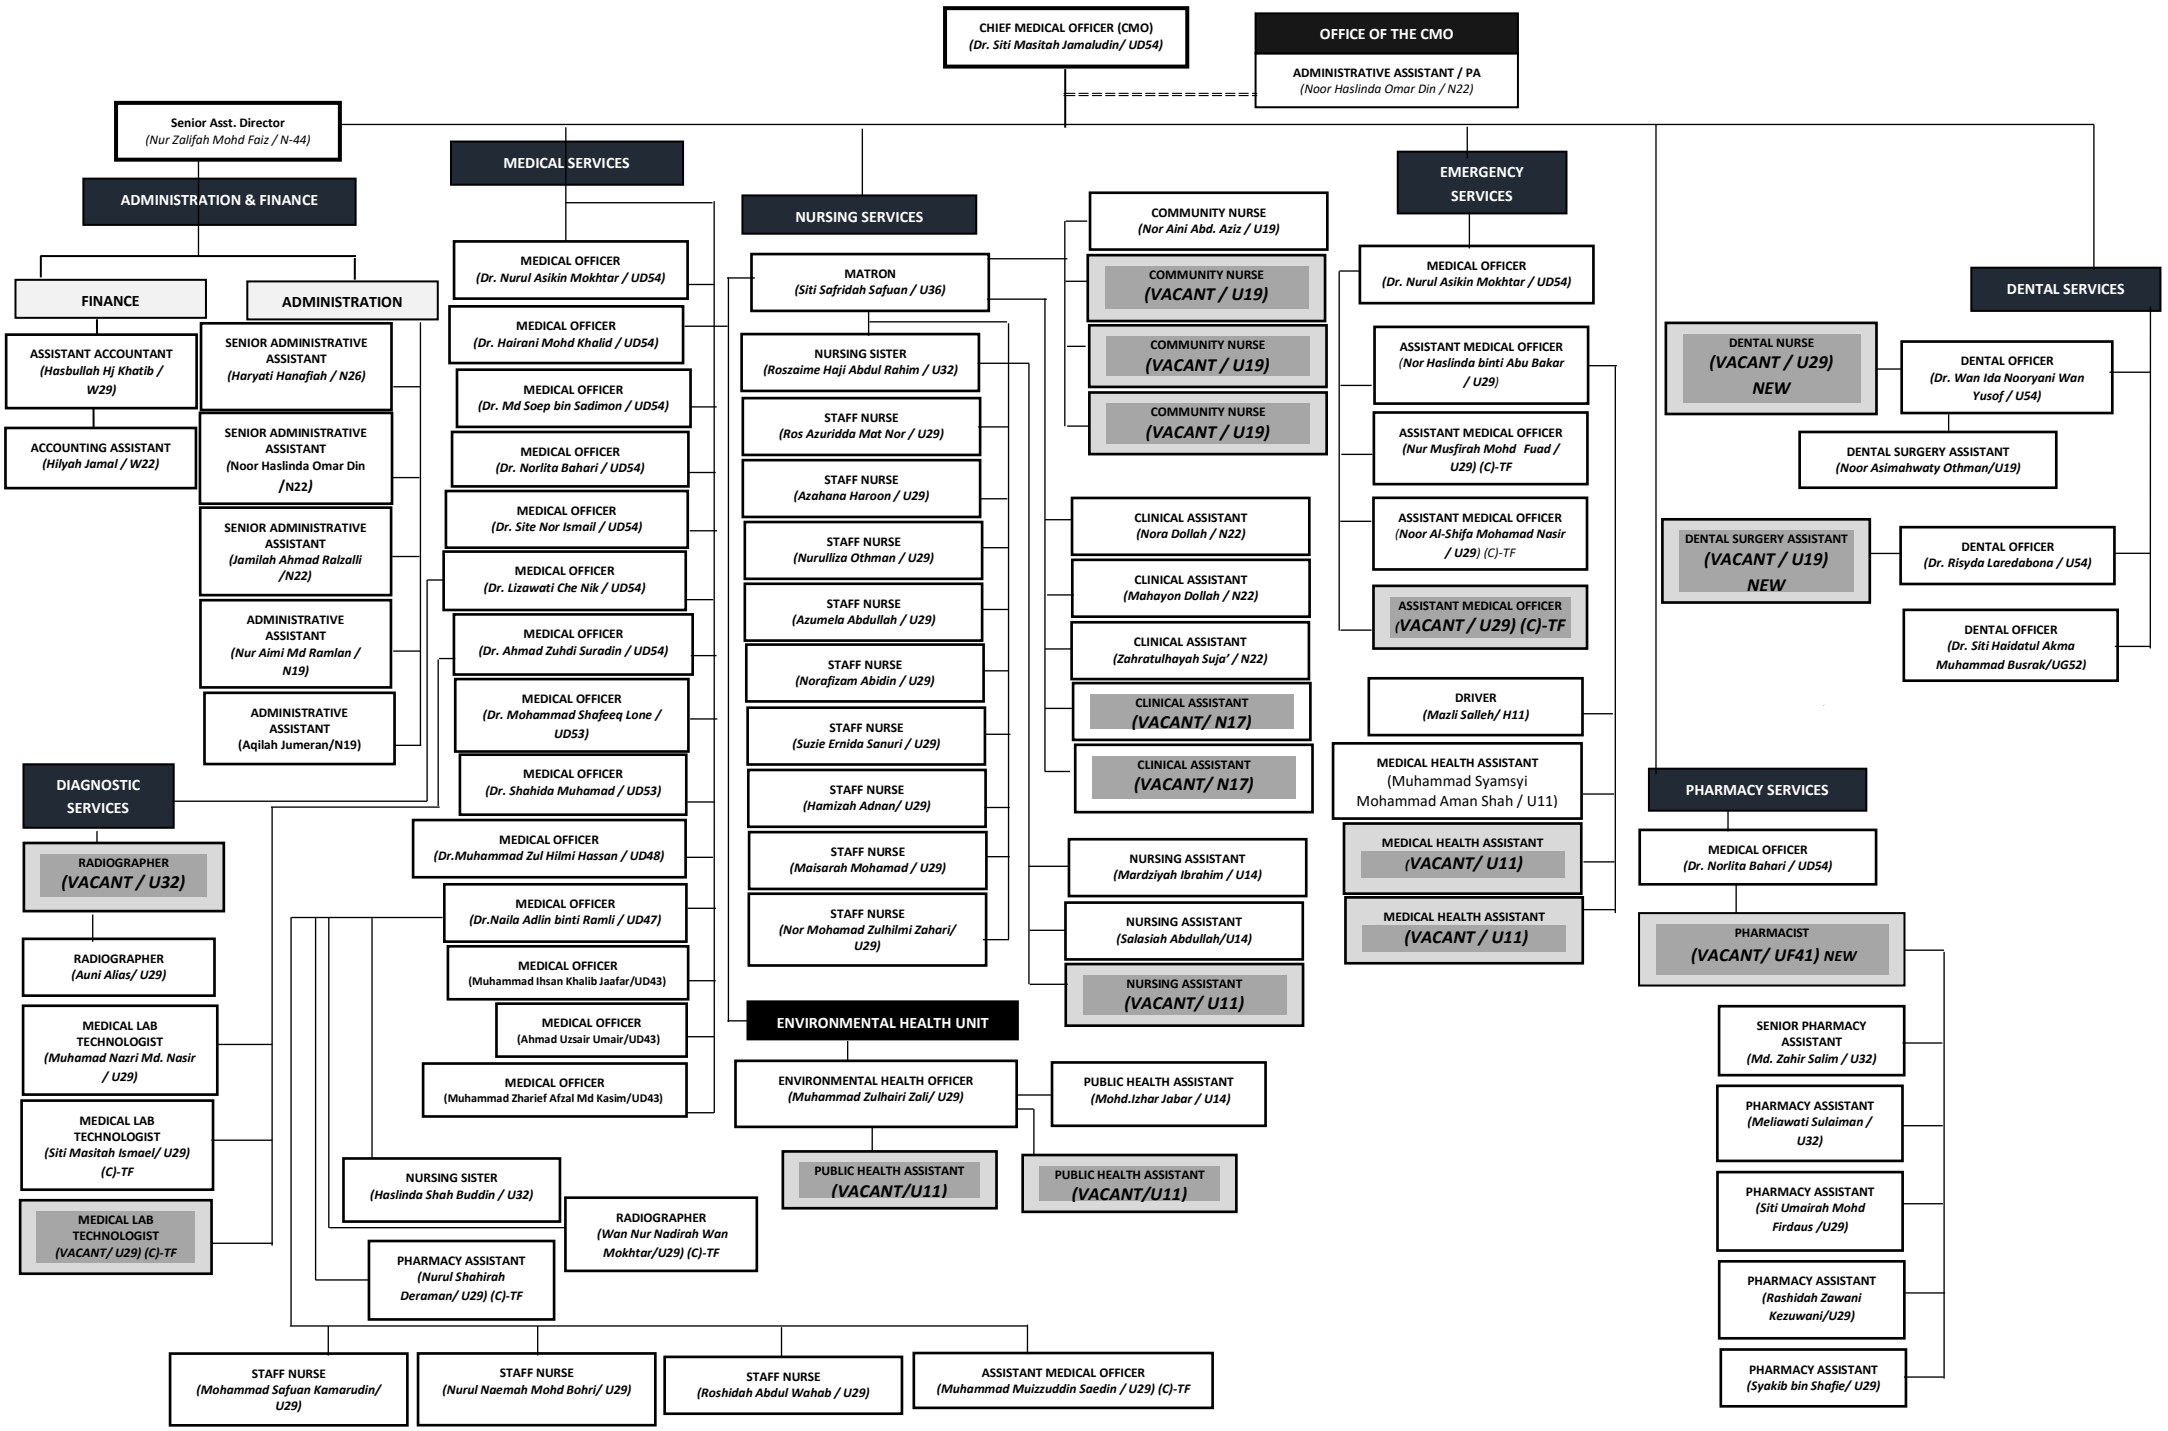 CHIEF MEDICAL OFFICER (CMO)
(Dr. Siti Masitah Jamaludin/ UD54)
OFFICE OF THE CMO
ADMINISTRATIVE ASSISTANT / PA
(Noor Haslinda Omar Din / N22)
Senior Asst. Director
(Nur Zalifah Mohd Faiz / N-44)
ADMINISTRATION & FINANCE
FINANCE
ASSISTANT ACCOUNTANT
(Hasbullah Hj Khatib /
W29)
ACCOUNTING ASSISTANT
(Hilyah Jamal / W22)
ADMINISTRATION
SENIOR ADMINISTRATIVE
ASSISTANT
(Haryati Hanafiah / N26)
SENIOR ADMINISTRATIVE
ASSISTANT
(Noor Haslinda Omar Din
/N22)
SENIOR ADMINISTRATIVE
ASSISTANT
(Jamilah Ahmad Ralzalli
/N22)
ADMINISTRATIVE
ASSISTANT
(Nur Aimi Md Ramlan /
N19)
ADMINISTRATIVE
ASSISTANT
(Aqilah Jumeran/N19)
DIAGNOSTIC
SERVICES
RADIOGRAPHER
(VACANT / U32)
RADIOGRAPHER
(Auni Alias/ U29)
MEDICAL LAB
TECHNOLOGIST
(Muhamad Nazri Md. Nasir
/ U29)
MEDICAL LAB
TECHNOLOGIST
(Siti Masitah Ismael/ U29)
(C)-TF
MEDICAL LAB
TECHNOLOGIST
(VACANT/ U29) (C)-TF
MEDICAL SERVICES
MEDICAL OFFICER
(Dr. Nurul Asikin Mokhtar / UD54)
MEDICAL OFFICER
(Dr. Hairani Mohd Khalid / UD54)
MEDICAL OFFICER
(Dr. Md Soep bin Sadimon / UD54)
MEDICAL OFFICER
(Dr. Norlita Bahari / UD54)
MEDICAL OFFICER
(Dr. Site Nor Ismail / UD54)
MEDICAL OFFICER
(Dr. Lizawati Che Nik / UD54)
MEDICAL OFFICER
(Dr. Ahmad Zuhdi Suradin / UD54)
MEDICAL OFFICER
(Dr. Mohammad Shafeeq Lone /
UD53)
MEDICAL OFFICER
(Dr. Shahida Muhamad / UD53)
MEDICAL OFFICER
(Dr.Muhammad Zul Hilmi Hassan / UD48)
MEDICAL OFFICER
(Dr.Naila Adlin binti Ramli / UD47)
MEDICAL OFFICER
(Muhammad Ihsan Khalib Jaafar/UD43)
MEDICAL OFFICER
(Ahmad Uzsair Umair/UD43)
MEDICAL OFFICER
(Muhammad Zharief Afzal Md Kasim/UD43)
NURSING SISTER
(Haslinda Shah Buddin / U32)
RADIOGRAPHER
(Wan Nur Nadirah Wan
Mokhtar/U29) (C)-TF
PHARMACY ASSISTANT
(Nurul Shahirah
Deraman/ U29) (C)-TF
STAFF NURSE
(Mohammad Safuan Kamarudin/
U29)
STAFF NURSE
(Nurul Naemah Mohd Bohri/ U29)
STAFF NURSE
(Roshidah Abdul Wahab / U29)
ASSISTANT MEDICAL OFFICER
(Muhammad Muizzuddin Saedin / U29) (C)-TF
NURSING SERVICES
MATRON
(Siti Safridah Safuan / U36)
NURSING SISTER
(Roszaime Haji Abdul Rahim / U32)
STAFF NURSE
(Ros Azuridda Mat Nor / U29)
STAFF NURSE
(Azahana Haroon / U29)
STAFF NURSE
(Nurulliza Othman / U29)
STAFF NURSE
(Azumela Abdullah / U29)
STAFF NURSE
(Norafizam Abidin / U29)
STAFF NURSE
(Suzie Ernida Sanuri / U29)
STAFF NURSE
(Hamizah Adnan/ U29)
STAFF NURSE
(Maisarah Mohamad / U29)
STAFF NURSE
(Nor Mohamad Zulhilmi Zahari/
U29)
ENVIRONMENTAL HEALTH UNIT
ENVIRONMENTAL HEALTH OFFICER
(Muhammad Zulhairi Zali/ U29)
PUBLIC HEALTH ASSISTANT
(Mohd.Izhar Jabar / U14)
PUBLIC HEALTH ASSISTANT
(VACANT/U11)
PUBLIC HEALTH ASSISTANT
(VACANT/U11)
COMMUNITY NURSE
(Nor Aini Abd. Aziz / U19)
COMMUNITY NURSE
(VACANT / U19)
COMMUNITY NURSE
(VACANT / U19)
COMMUNITY NURSE
(VACANT / U19)
CLINICAL ASSISTANT
(Nora Dollah / N22)
CLINICAL ASSISTANT
(Mahayon Dollah / N22)
CLINICAL ASSISTANT
(Zahratulhayah Suja’ / N22)
CLINICAL ASSISTANT
(VACANT/ N17)
CLINICAL ASSISTANT
(VACANT/ N17)
NURSING ASSISTANT
(Mardziyah Ibrahim / U14)
NURSING ASSISTANT
(Salasiah Abdullah/U14)
NURSING ASSISTANT
(VACANT/ U11)
EMERGENCY
SERVICES
MEDICAL OFFICER
(Dr. Nurul Asikin Mokhtar / UD54)
ASSISTANT MEDICAL OFFICER
(Nor Haslinda binti Abu Bakar
/ U29)
ASSISTANT MEDICAL OFFICER
(Nur Musfirah Mohd Fuad /
U29) (C)-TF
ASSISTANT MEDICAL OFFICER
(Noor Al-Shifa Mohamad Nasir
/ U29) (C)-TF
ASSISTANT MEDICAL OFFICER
(VACANT / U29) (C)-TF
DRIVER
(Mazli Salleh/ H11)
MEDICAL HEALTH ASSISTANT
(Muhammad Syamsyi
Mohammad Aman Shah / U11)
MEDICAL HEALTH ASSISTANT
(VACANT/ U11)
MEDICAL HEALTH ASSISTANT
(VACANT / U11)
DENTAL SERVICES
DENTAL NURSE
(VACANT / U29)
NEW
DENTAL OFFICER
(Dr. Wan Ida Nooryani Wan
Yusof / U54)
DENTAL SURGERY ASSISTANT
(Noor Asimahwaty Othman/U19)
DENTAL SURGERY ASSISTANT
(VACANT / U19)
NEW
DENTAL OFFICER
(Dr. Risyda Laredabona / U54)
DENTAL OFFICER
(Dr. Siti Haidatul Akma
Muhammad Busrak/UG52)
PHARMACY SERVICES
MEDICAL OFFICER
(Dr. Norlita Bahari / UD54)
PHARMACIST
(VACANT/ UF41) NEW
SENIOR PHARMACY
ASSISTANT
(Md. Zahir Salim / U32)
PHARMACY ASSISTANT
(Meliawati Sulaiman /
U32)
PHARMACY ASSISTANT
(Siti Umairah Mohd
Firdaus /U29)
PHARMACY ASSISTANT
(Rashidah Zawani
Kezuwani/U29)
PHARMACY ASSISTANT
(Syakib bin Shafie/ U29)